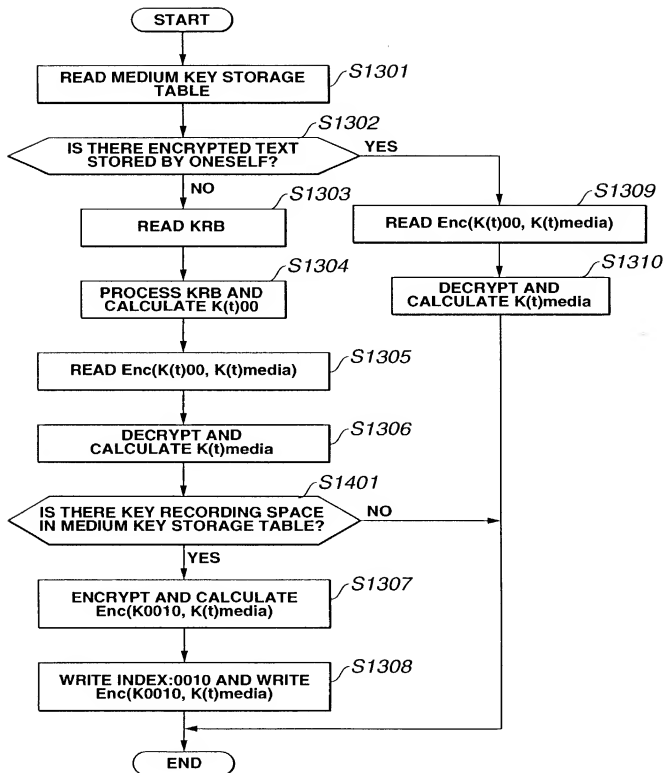 START
READ MEDIUM KEY STORAGE
TABLE
S1301
IS THERE ENCRYPTED TEXT
STORED BY ONESELF?
S1302
YES
NO
READ KRB
S1303
READ Enc(K(t)00, K(t)media)
S1309
PROCESS KRB AND
CALCULATE K(t)00
S1304
DECRYPT AND
CALCULATE K(t)media
S1310
READ Enc(K(t)00, K(t)media)
S1305
DECRYPT AND
CALCULATE K(t)media
S1306
IS THERE KEY RECORDING SPACE
IN MEDIUM KEY STORAGE TABLE?
S1401
NO
YES
ENCRYPT AND CALCULATE
Enc(K0010, K(t)media)
S1307
WRITE INDEX:0010 AND WRITE
Enc(K0010, K(t)media)
S1308
END